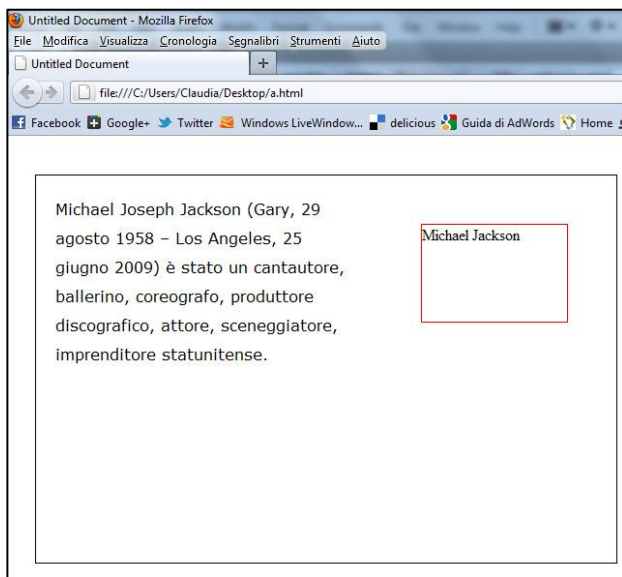 Untitled Document - Mozilla Firefox
File Modifica Visualizza Cronologia Segnalibri Strumenti Aiuto
Untitled Document +
file:///C:/Users/Claudia/Desktop/a.html
Facebook Google+ Twitter Windows LiveWindow... delicious Guida di AdWords Home
Michael Joseph Jackson (Gary, 29
agosto 1958 – Los Angeles, 25
giugno 2009) è stato un cantautore,
ballerino, coreografo, produttore
discografico, attore, sceneggiatore,
imprenditore statunitense.
Michael Jackson